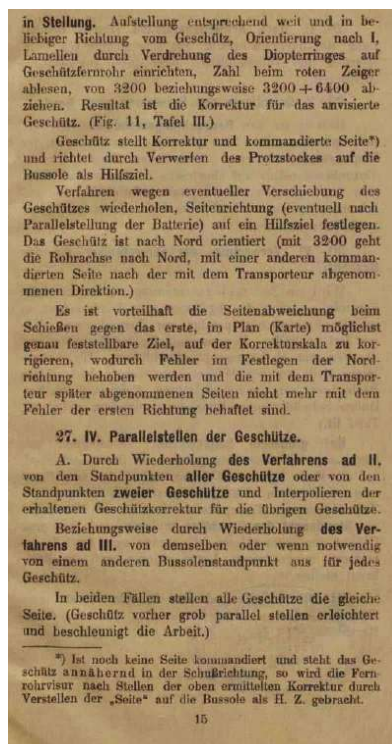 in Stellung. Aufstellung entsprechend weit und in be-
liebiger Richtung vom Geschütz, Orientierung nach I,
Lamellen durch Verdrehung des Diopterringes auf
Geschützfernrohr einrichten, Zahl beim roten Zeiger
ablesen, von 3200 beziehungsweise 3200 + 6400 ab-
ziehen. Resultat ist die Korrektur für das anvisierte
Geschütz. (Fig. 11, Tafel III.)
Geschütz stellt Korrektur und kommandierte Seite*)
und richtet durch Verwerfen des Protzstockes auf die
Bussole als Hilfsziel.
Verfahren wegen eventueller Verschiebung des
Geschützes wiederholen, Seitenrichtung (eventuell nach
Parallelstellung der Batterie) auf ein Hilfsziel festlegen.
Das Geschütz ist nach Nord orientiert (mit 3200 geht
die Rohrachse nach Nord, mit einer anderen komman-
dierten Seite nach der mit dem Transporteur abgenom-
menen Direktion.)
Es ist vorteilhaft die Seitenabweichung beim
Schießen gegen das erste, im Plan (Karte) möglichst
genau feststellbare Ziel, auf der Korrekturskala zu kor-
rigieren, wodurch Fehler im Festlegen der Nord-
richtung behoben werden und die mit dem Transpor-
teur später abgenommenen Seiten nicht mehr mit dem
Fehler der ersten Richtung behaftet sind.
27. IV. Parallelstellen der Geschütze.
A. Durch Wiederholung des Verfahrens ad II.
von den Standpunkten aller Geschütze oder von den
Standpunkten zweier Geschütze und Interpolieren der
erhaltenen Geschützkorrektur für die übrigen Geschütze.
Beziehungsweise durch Wiederholung des Ver-
fahrens ad III. von demselben oder wenn notwendig
von einem anderen Bussolenstandpunkt aus für jedes
Geschütz.
In beiden Fällen stellen alle Geschütze die gleiche
Seite. (Geschütz vorher grob parallel stellen erleichtert
und beschleunigt die Arbeit.)
*) Ist noch keine Seite kommandiert und steht das Ge-
schütz annähernd in der Schußrichtung, so wird die Fern-
rohrvisur nach Stellen der oben ermittelten Korrektur durch
Verstellen der „Seite" auf die Bussole als H. Z. gebracht.
15